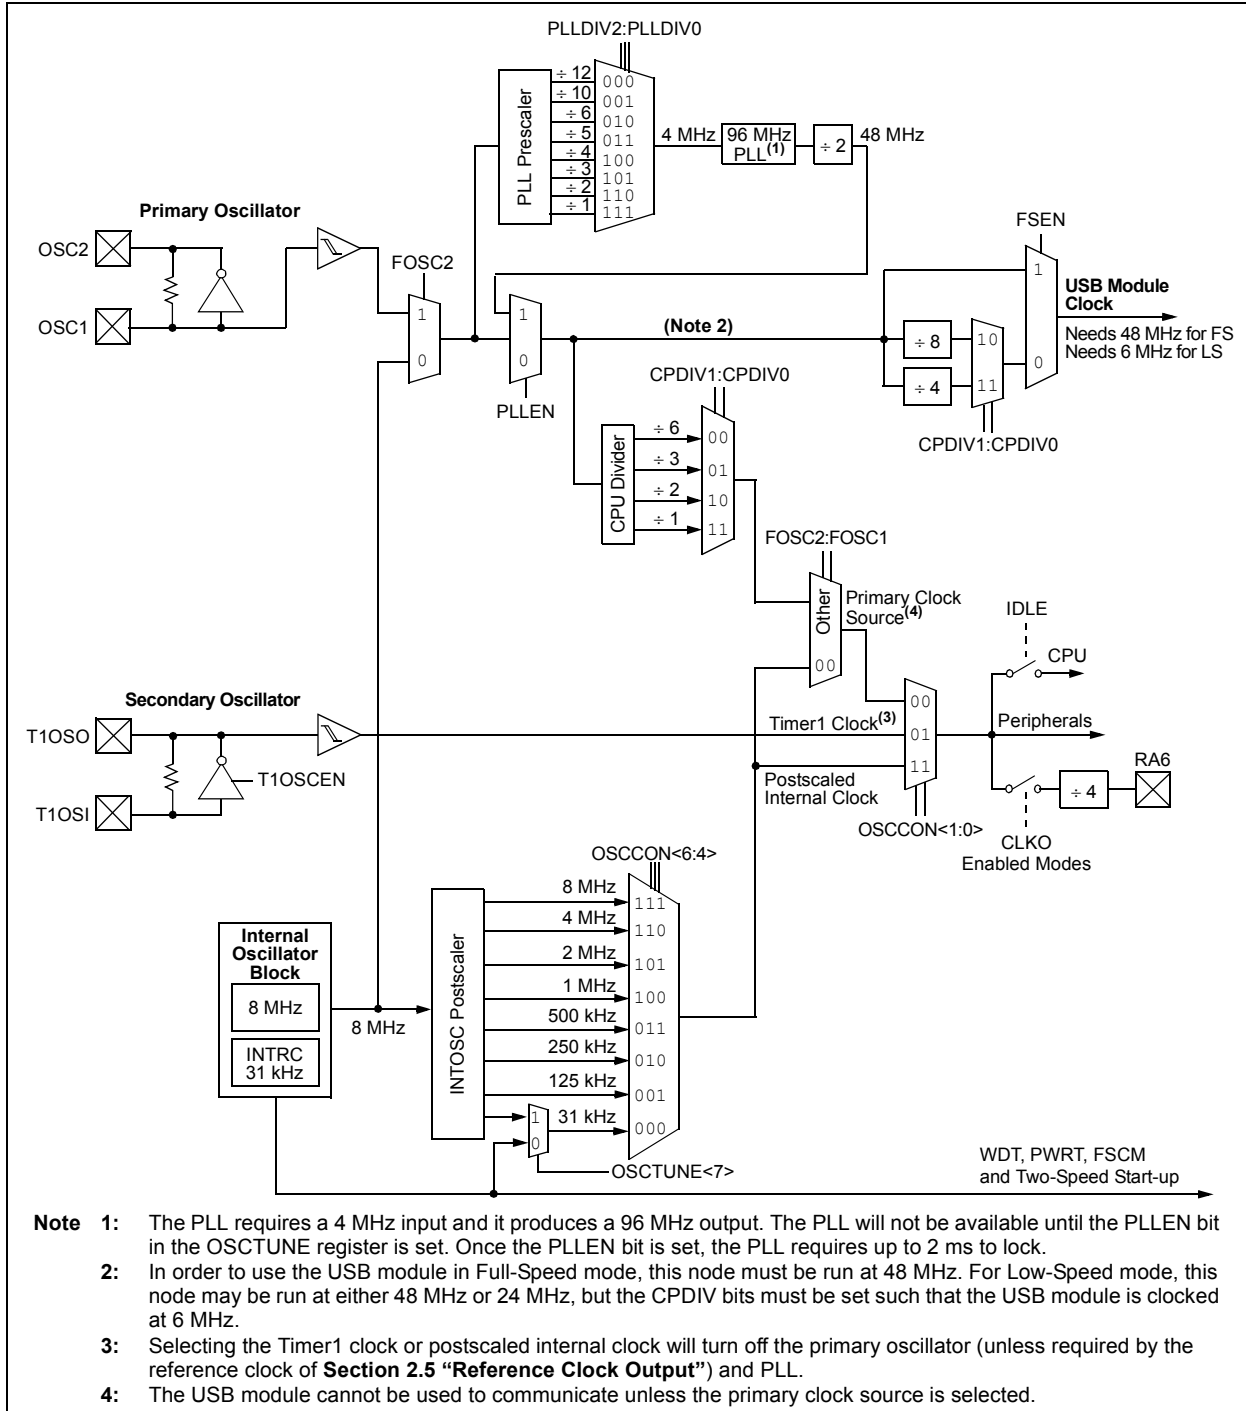 PLLDIV2:PLLDIV0
PLL Prescaler
÷ 12
000
÷ 10
001
÷ 6
010
÷ 5
011
÷ 4
100
÷ 3
101
÷ 2
110
÷ 1
111
4 MHz
96 MHz
PLL(1)
÷ 2
48 MHz
Primary Oscillator
OSC2
OSC1
FOSC2
1
0
1
0
PLLEN
(Note 2)
FSEN
1
0
USB Module
Clock
Needs 48 MHz for FS
Needs 6 MHz for LS
÷ 8
10
÷ 4
11
CPDIV1:CPDIV0
CPDIV1:CPDIV0
CPU Divider
÷ 6
00
÷ 3
01
÷ 2
10
÷ 1
11
FOSC2:FOSC1
Other
00
Primary Clock
Source(4)
IDLE
CPU
Secondary Oscillator
T1OSO
T1OSI
T1OSCEN
Timer1 Clock(3)
00
01
11
Peripherals
Postscaled
Internal Clock
OSCCON<1:0>
RA6
÷ 4
CLKO
Enabled Modes
OSCCON<6:4>
Internal
Oscillator
Block
8 MHz
INTRC
31 kHz
8 MHz
INTOSC Postscaler
8 MHz
111
4 MHz
110
2 MHz
101
1 MHz
100
500 kHz
011
250 kHz
010
125 kHz
001
1
0
31 kHz
000
OSCTUNE<7>
WDT, PWRT, FSCM
and Two-Speed Start-up
Note 1: The PLL requires a 4 MHz input and it produces a 96 MHz output. The PLL will not be available until the PLLEN bit
in the OSCTUNE register is set. Once the PLLEN bit is set, the PLL requires up to 2 ms to lock.
2: In order to use the USB module in Full-Speed mode, this node must be run at 48 MHz. For Low-Speed mode, this
node may be run at either 48 MHz or 24 MHz, but the CPDIV bits must be set such that the USB module is clocked
at 6 MHz.
3: Selecting the Timer1 clock or postscaled internal clock will turn off the primary oscillator (unless required by the
reference clock of Section 2.5 “Reference Clock Output”) and PLL.
4: The USB module cannot be used to communicate unless the primary clock source is selected.